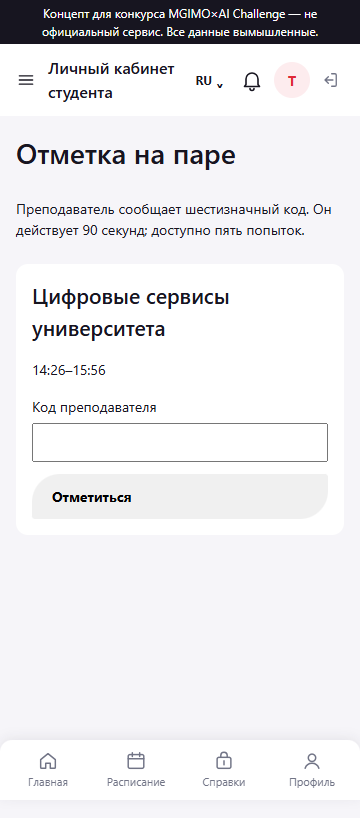 Концепт для конкурса MGIMO×AI Challenge — не
официальный сервис. Все данные вымышленные.
Личный кабинет
студента
RU
T
Отметка на паре
Преподаватель сообщает шестизначный код. Он
действует 90 секунд; доступно пять попыток.
Цифровые сервисы
университета
14:26–15:56
Код преподавателя
Отметиться
Главная
Расписание
Справки
Профиль